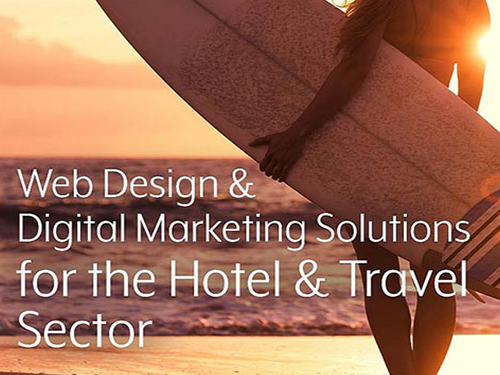 Web Design &
Digital Marketing Solutions
for the Hotel & Travel
Sector